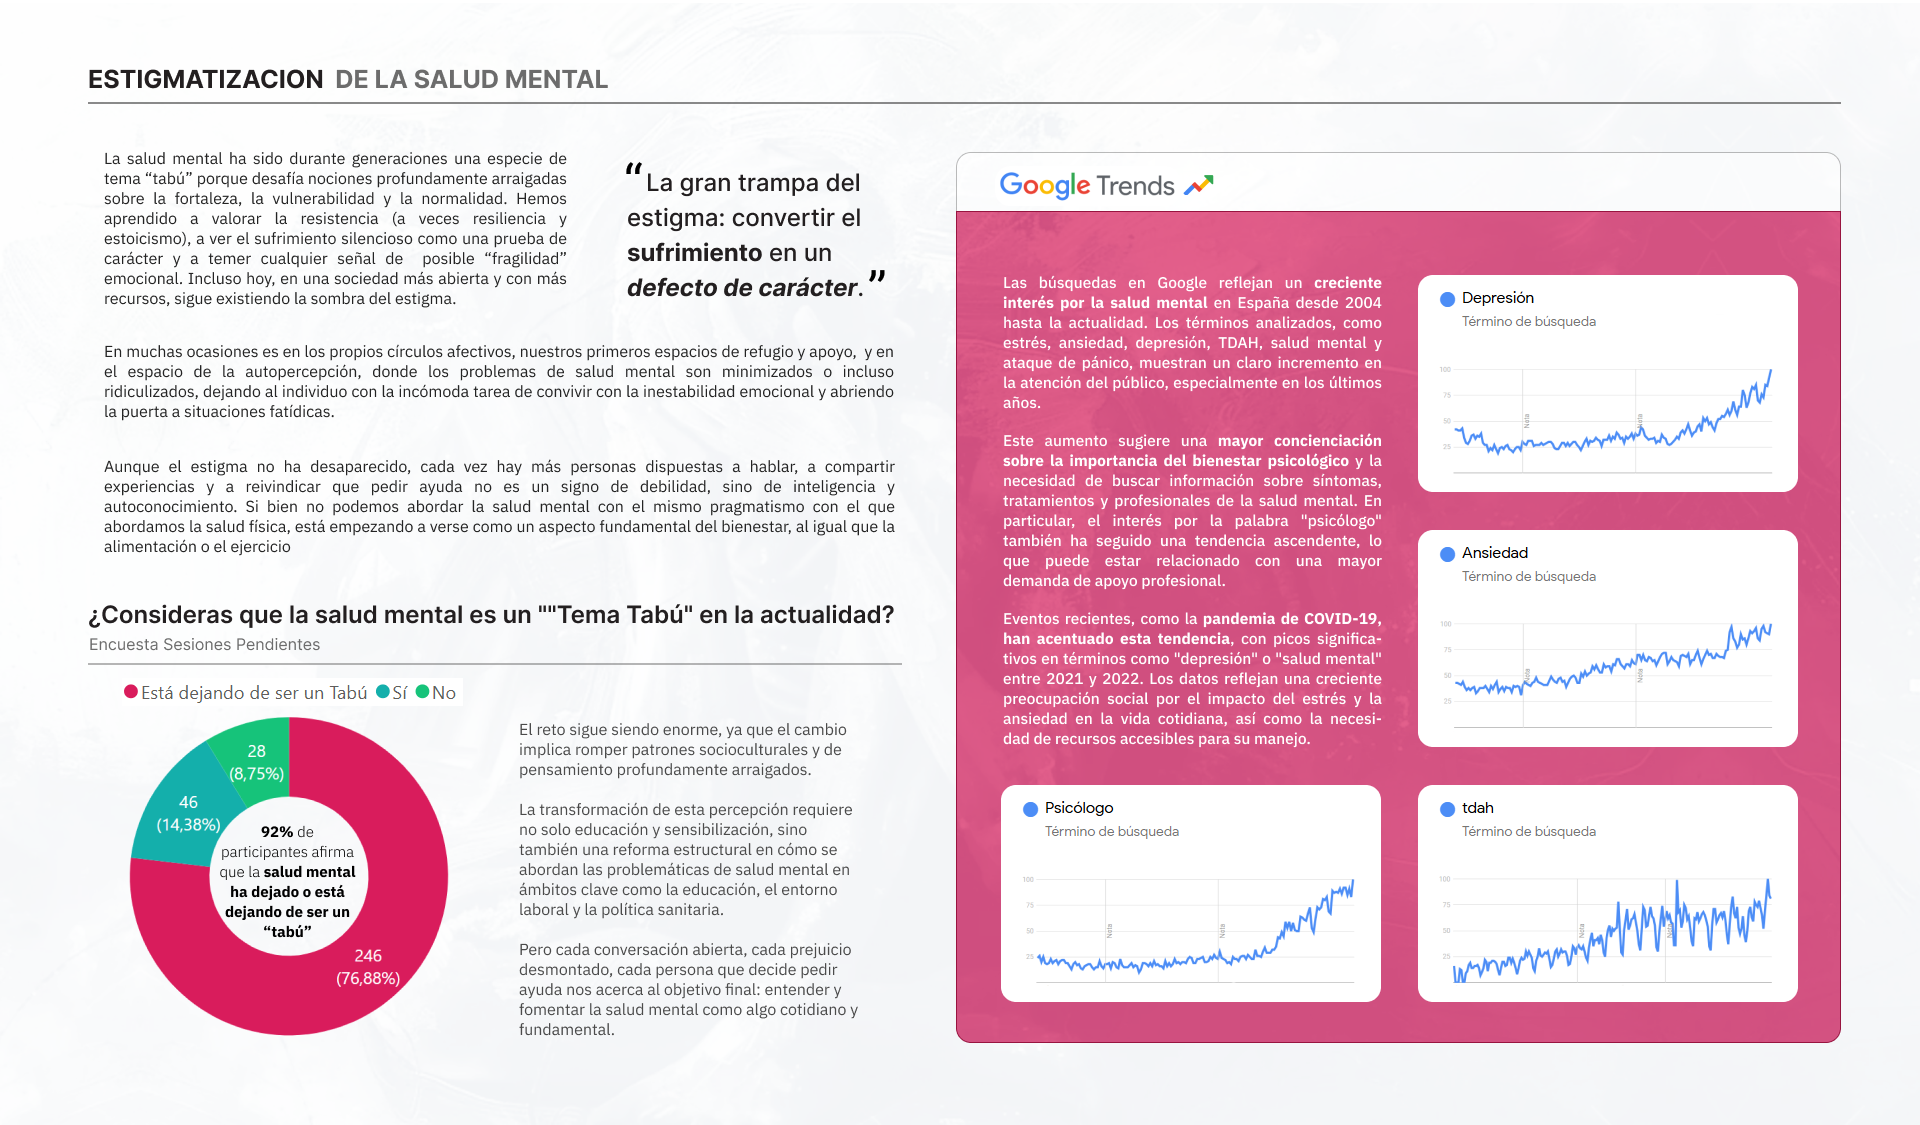 ESTIGMATIZACION DE LA SALUD MENTAL
La salud mental ha sido durante generaciones una especie de
tema “tabú” porque desafía nociones profundamente arraigadas
sobre la fortaleza, la vulnerabilidad y la normalidad. Hemos
aprendido a valorar la resistencia (a veces resiliencia y
estoicismo), a ver el sufrimiento silencioso como una prueba de
carácter y a temer cualquier señal de posible “fragilidad”
emocional. Incluso hoy, en una sociedad más abierta y con más
recursos, sigue existiendo la sombra del estigma.
“La gran trampa del
estigma: convertir el
sufrimiento en un
defecto de carácter.”
En muchas ocasiones es en los propios círculos afectivos, nuestros primeros espacios de refugio y apoyo, y en
el espacio de la autopercepción, donde los problemas de salud mental son minimizados o incluso
ridiculizados, dejando al individuo con la incómoda tarea de convivir con la inestabilidad emocional y abriendo
la puerta a situaciones fatídicas.
Aunque el estigma no ha desaparecido, cada vez hay más personas dispuestas a hablar, a compartir
experiencias y a reivindicar que pedir ayuda no es un signo de debilidad, sino de inteligencia y
autoconocimiento. Si bien no podemos abordar la salud mental con el mismo pragmatismo con el que
abordamos la salud física, está empezando a verse como un aspecto fundamental del bienestar, al igual que la
alimentación o el ejercicio
¿Consideras que la salud mental es un ""Tema Tabú" en la actualidad?
Encuesta Sesiones Pendientes
Está dejando de ser un Tabú Sí No
28
(8,75%)
46
(14,38%)
92% de
participantes afirma
que la salud mental
ha dejado o está
dejando de ser un
“tabú”
246
(76,88%)
El reto sigue siendo enorme, ya que el cambio
implica romper patrones socioculturales y de
pensamiento profundamente arraigados.
La transformación de esta percepción requiere
no solo educación y sensibilización, sino
también una reforma estructural en cómo se
abordan las problemáticas de salud mental en
ámbitos clave como la educación, el entorno
laboral y la política sanitaria.
Pero cada conversación abierta, cada prejuicio
desmontado, cada persona que decide pedir
ayuda nos acerca al objetivo final: entender y
fomentar la salud mental como algo cotidiano y
fundamental.
Google Trends
Las búsquedas en Google reflejan un creciente
interés por la salud mental en España desde 2004
hasta la actualidad. Los términos analizados, como
estrés, ansiedad, depresión, TDAH, salud mental y
ataque de pánico, muestran un claro incremento en
la atención del público, especialmente en los últimos
años.
Este aumento sugiere una mayor concienciación
sobre la importancia del bienestar psicológico y la
necesidad de buscar información sobre síntomas,
tratamientos y profesionales de la salud mental. En
particular, el interés por la palabra "psicólogo"
también ha seguido una tendencia ascendente, lo
que puede estar relacionado con una mayor
demanda de apoyo profesional.
Eventos recientes, como la pandemia de COVID-19,
han acentuado esta tendencia, con picos significa-
tivos en términos como "depresión" o "salud mental"
entre 2021 y 2022. Los datos reflejan una creciente
preocupación social por el impacto del estrés y la
ansiedad en la vida cotidiana, así como la necesi-
dad de recursos accesibles para su manejo.
Depresión
Término de búsqueda
100
75
50
25
Nota
Nota
Ansiedad
Término de búsqueda
100
75
50
25
Nota
Nota
Psicólogo
Término de búsqueda
100
75
50
25
Nota
Nota
tdah
Término de búsqueda
100
75
50
25
Nota
Nota